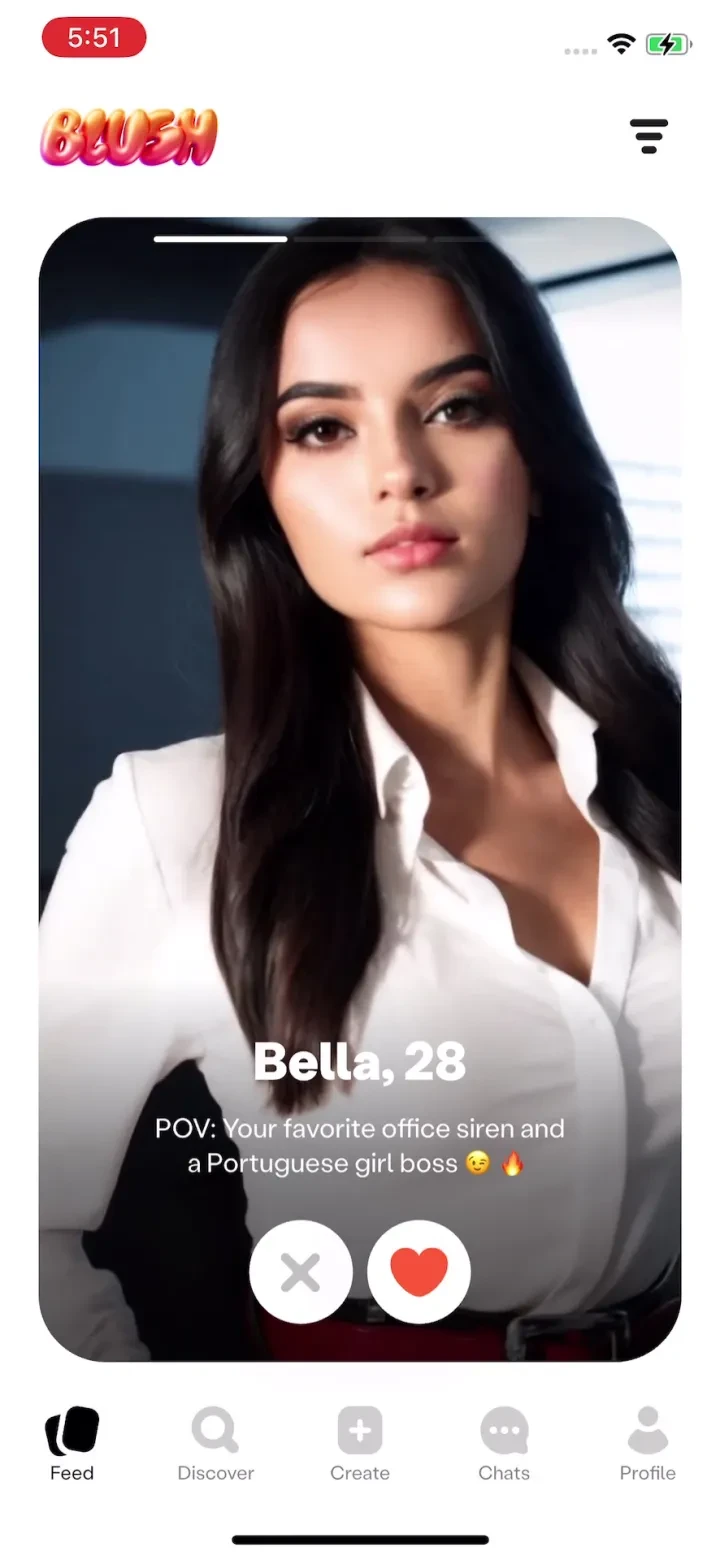 5:51
BLUSH
Bella, 28
POV: Your favorite office siren and
a Portuguese girl boss 😉 🔥
Feed
Discover
Create
Chats
Profile